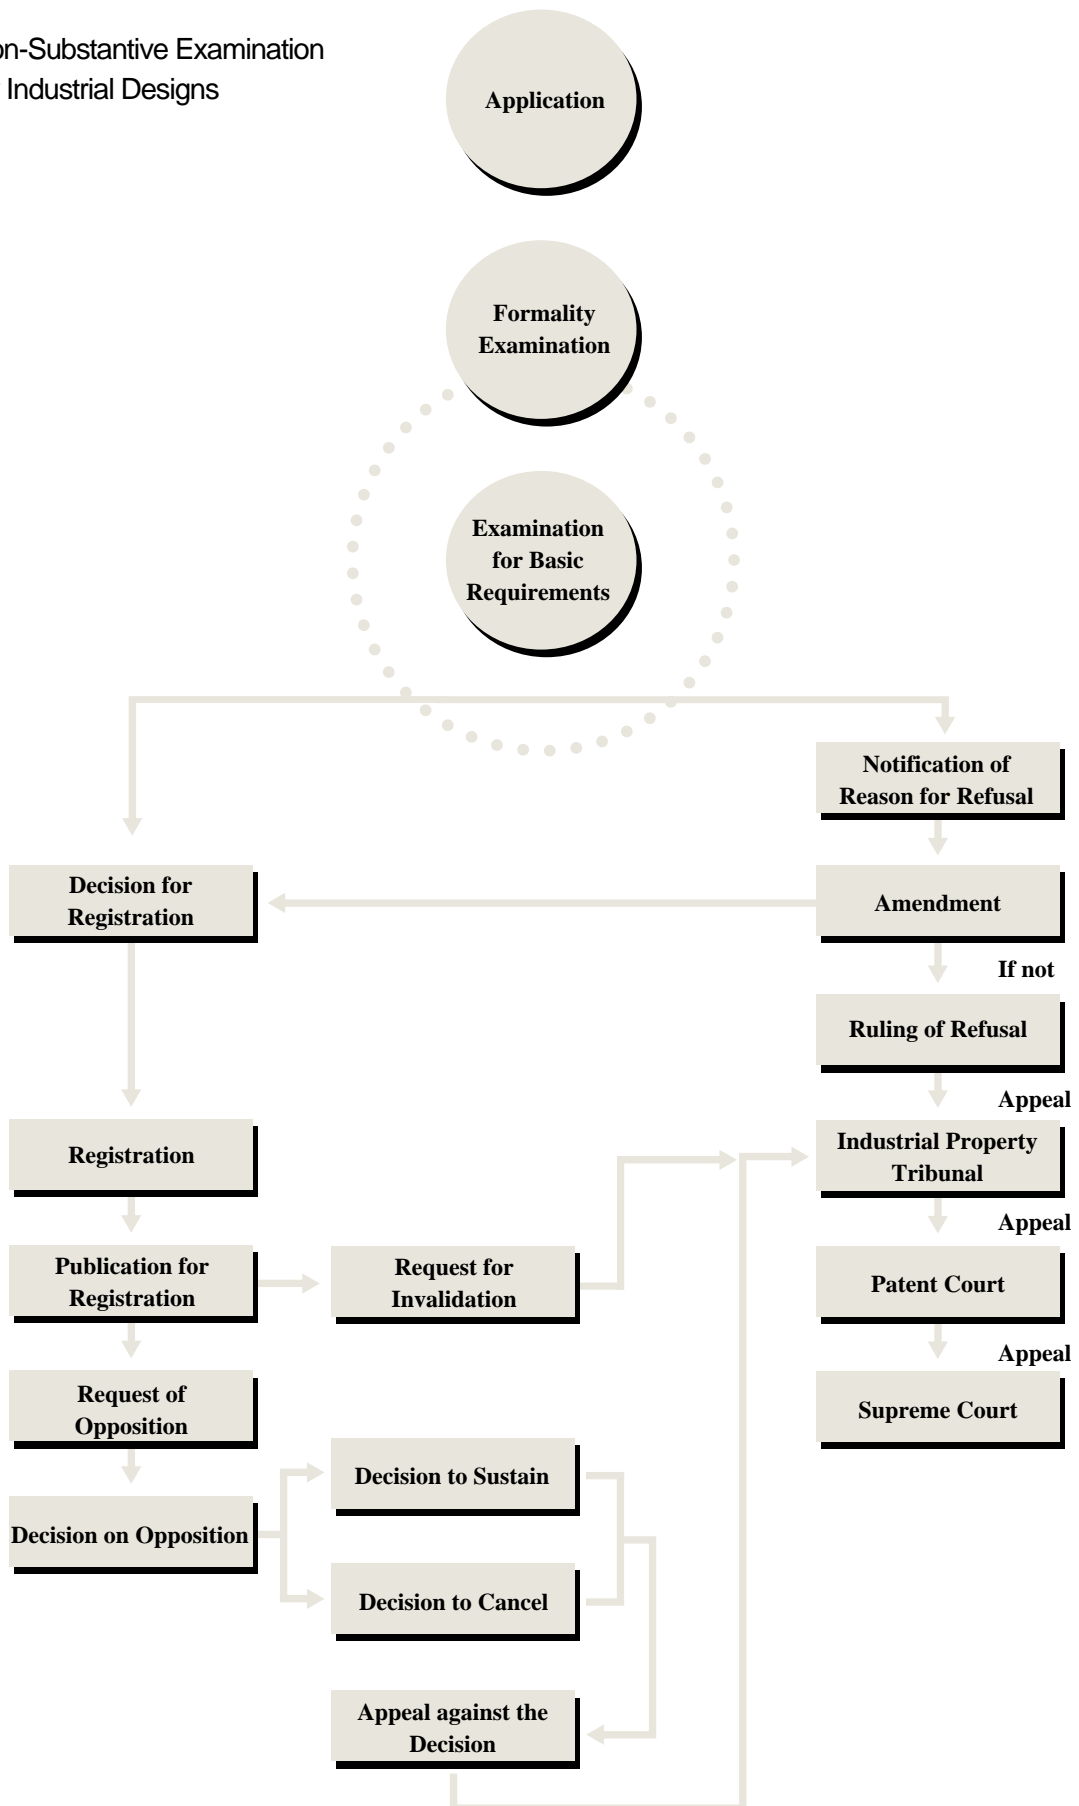 on-Substantive Examination
Industrial Designs
Application
Formality
Examination
Examination
for Basic
Requirements
Notification of
Reason for Refusal
Decision for
Registration
Amendment
If not
Ruling of Refusal
Appeal
Registration
Industrial Property
Tribunal
Appeal
Publication for
Registration
Request for
Invalidation
Patent Court
Appeal
Request of
Opposition
Supreme Court
Decision to Sustain
Decision on Opposition
Decision to Cancel
Appeal against the
Decision